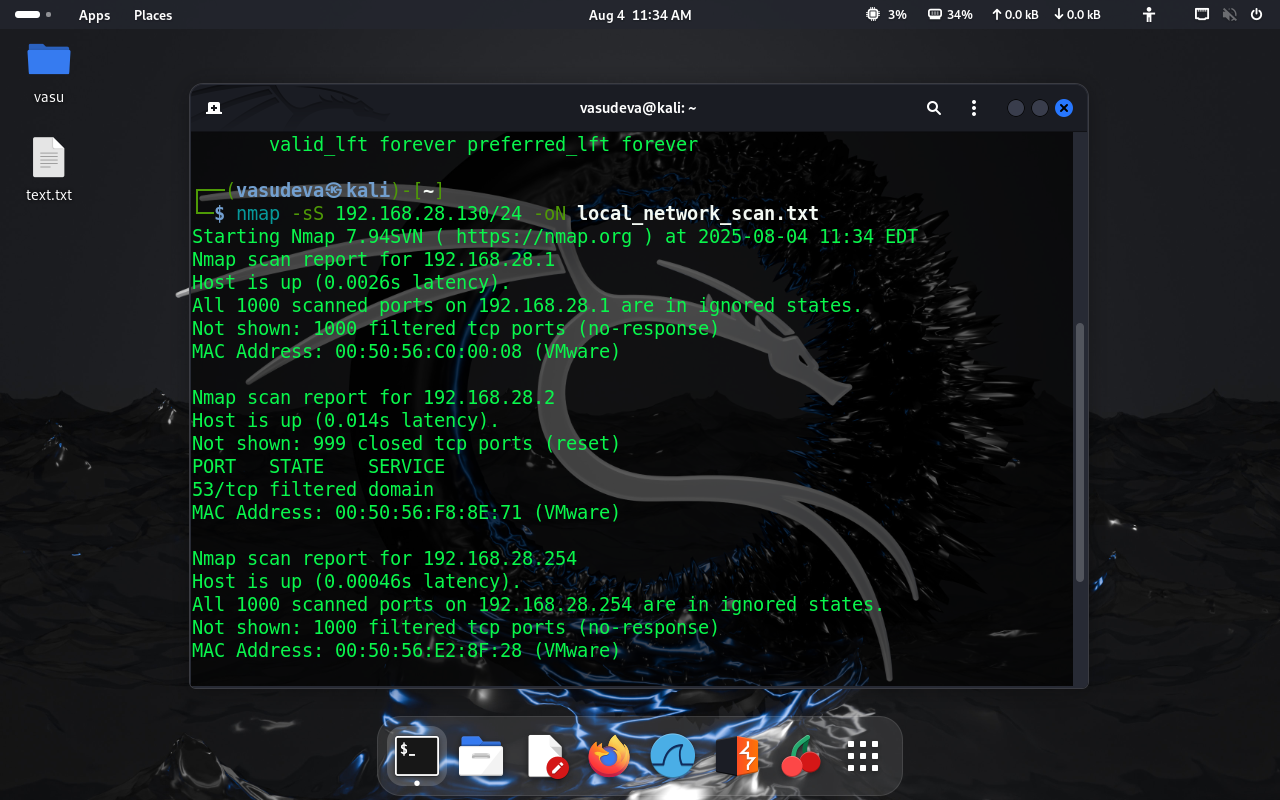 Apps Places Aug 4 11:34 AM 3% 34% 0.0 kB 0.0 kB
vasu
text.txt
vasudeva@kali: ~
valid_lft forever preferred_lft forever
(vasudeva㉿kali)-[~]
$ nmap -sS 192.168.28.130/24 -oN local_network_scan.txt
Starting Nmap 7.94SVN ( https://nmap.org ) at 2025-08-04 11:34 EDT
Nmap scan report for 192.168.28.1
Host is up (0.0026s latency).
All 1000 scanned ports on 192.168.28.1 are in ignored states.
Not shown: 1000 filtered tcp ports (no-response)
MAC Address: 00:50:56:C0:00:08 (VMware)
Nmap scan report for 192.168.28.2
Host is up (0.014s latency).
Not shown: 999 closed tcp ports (reset)
PORT   STATE    SERVICE
53/tcp filtered domain
MAC Address: 00:50:56:F8:8E:71 (VMware)
Nmap scan report for 192.168.28.254
Host is up (0.00046s latency).
All 1000 scanned ports on 192.168.28.254 are in ignored states.
Not shown: 1000 filtered tcp ports (no-response)
MAC Address: 00:50:56:E2:8F:28 (VMware)
$_